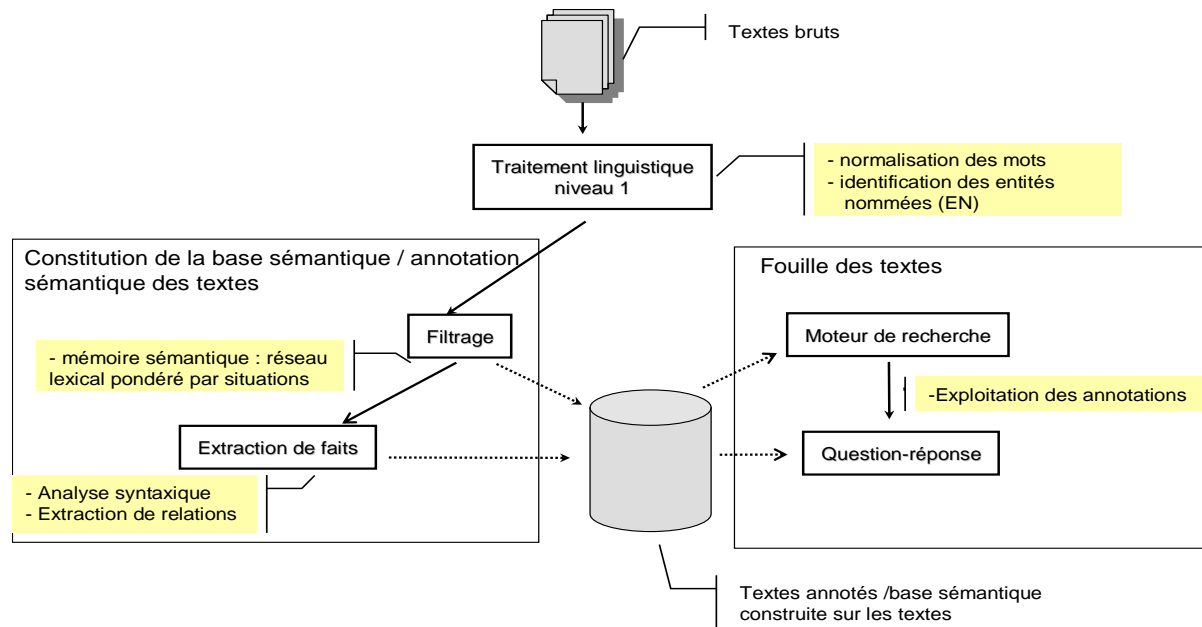 Textes bruts
Traitement linguistique
niveau 1
- normalisation des mots
- identification des entités
nommées (EN)
Constitution de la base sémantique / annotation
sémantique des textes
Filtrage
- mémoire sémantique : réseau
lexical pondéré par situations
Extraction de faits
- Analyse syntaxique
- Extraction de relations
Fouille des textes
Moteur de recherche
-Exploitation des annotations
Question-réponse
Textes annotés /base sémantique
construite sur les textes